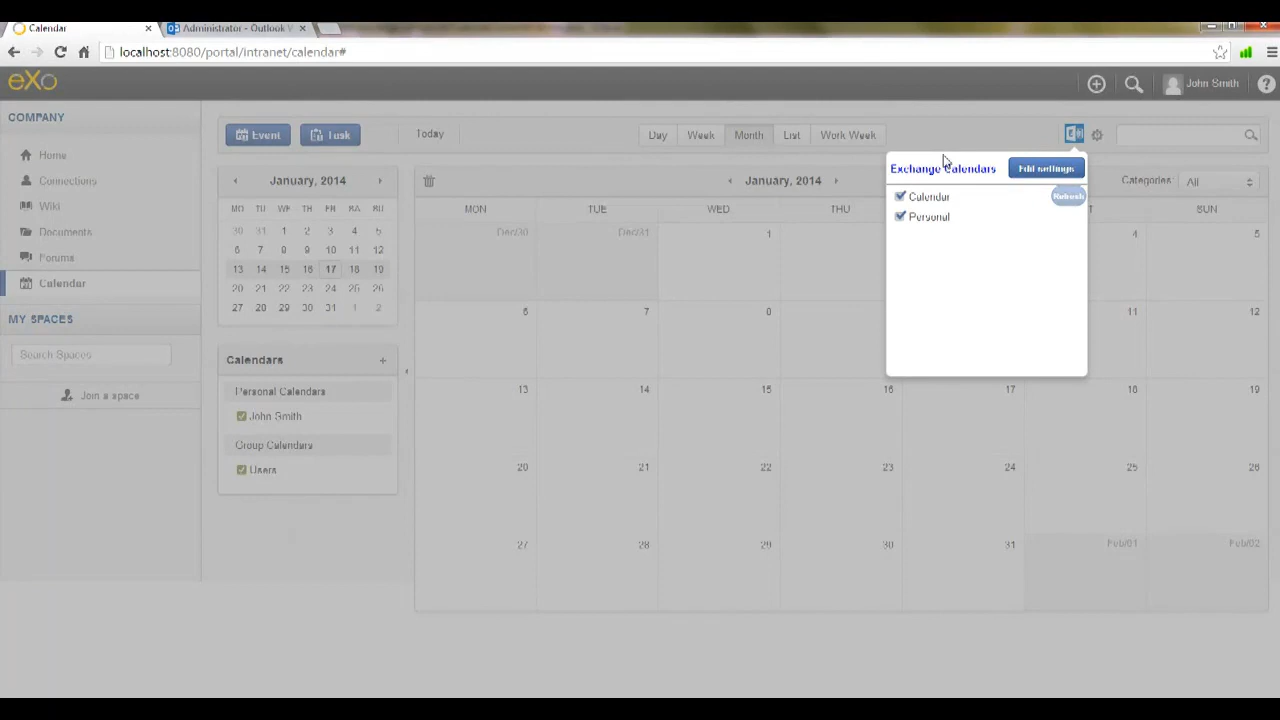 Calendar
Administrator - Outlook
localhost:8080/portal/intranet/calendar#
eXo
John Smith
COMPANY
Home
Connections
Wiki
Documents
Forums
Calendar
MY SPACES
Search Spaces
Join a space
Event
Task
Today
Day
Week
Month
List
Work Week
January, 2014
MO TU WE TH FR SA SU
30 31 1 2 3 4 5
6 7 8 9 10 11 12
13 14 15 16 17 18 19
20 21 22 23 24 25 26
27 28 29 30 31 1 2
Calendars +
Personal Calendars
John Smith
Group Calendars
Users
January, 2014
Categories: All
Exchange Calendars
Edit settings
Calendar
Refresh
Personal
MON TUE WED THU T SUN
Dec/30 Dec/31 1 4 5
6 7 8 11 12
13 14 15 16 17 18 19
20 21 22 23 24 25 26
27 28 29 30 31 Feb/01 Feb/02